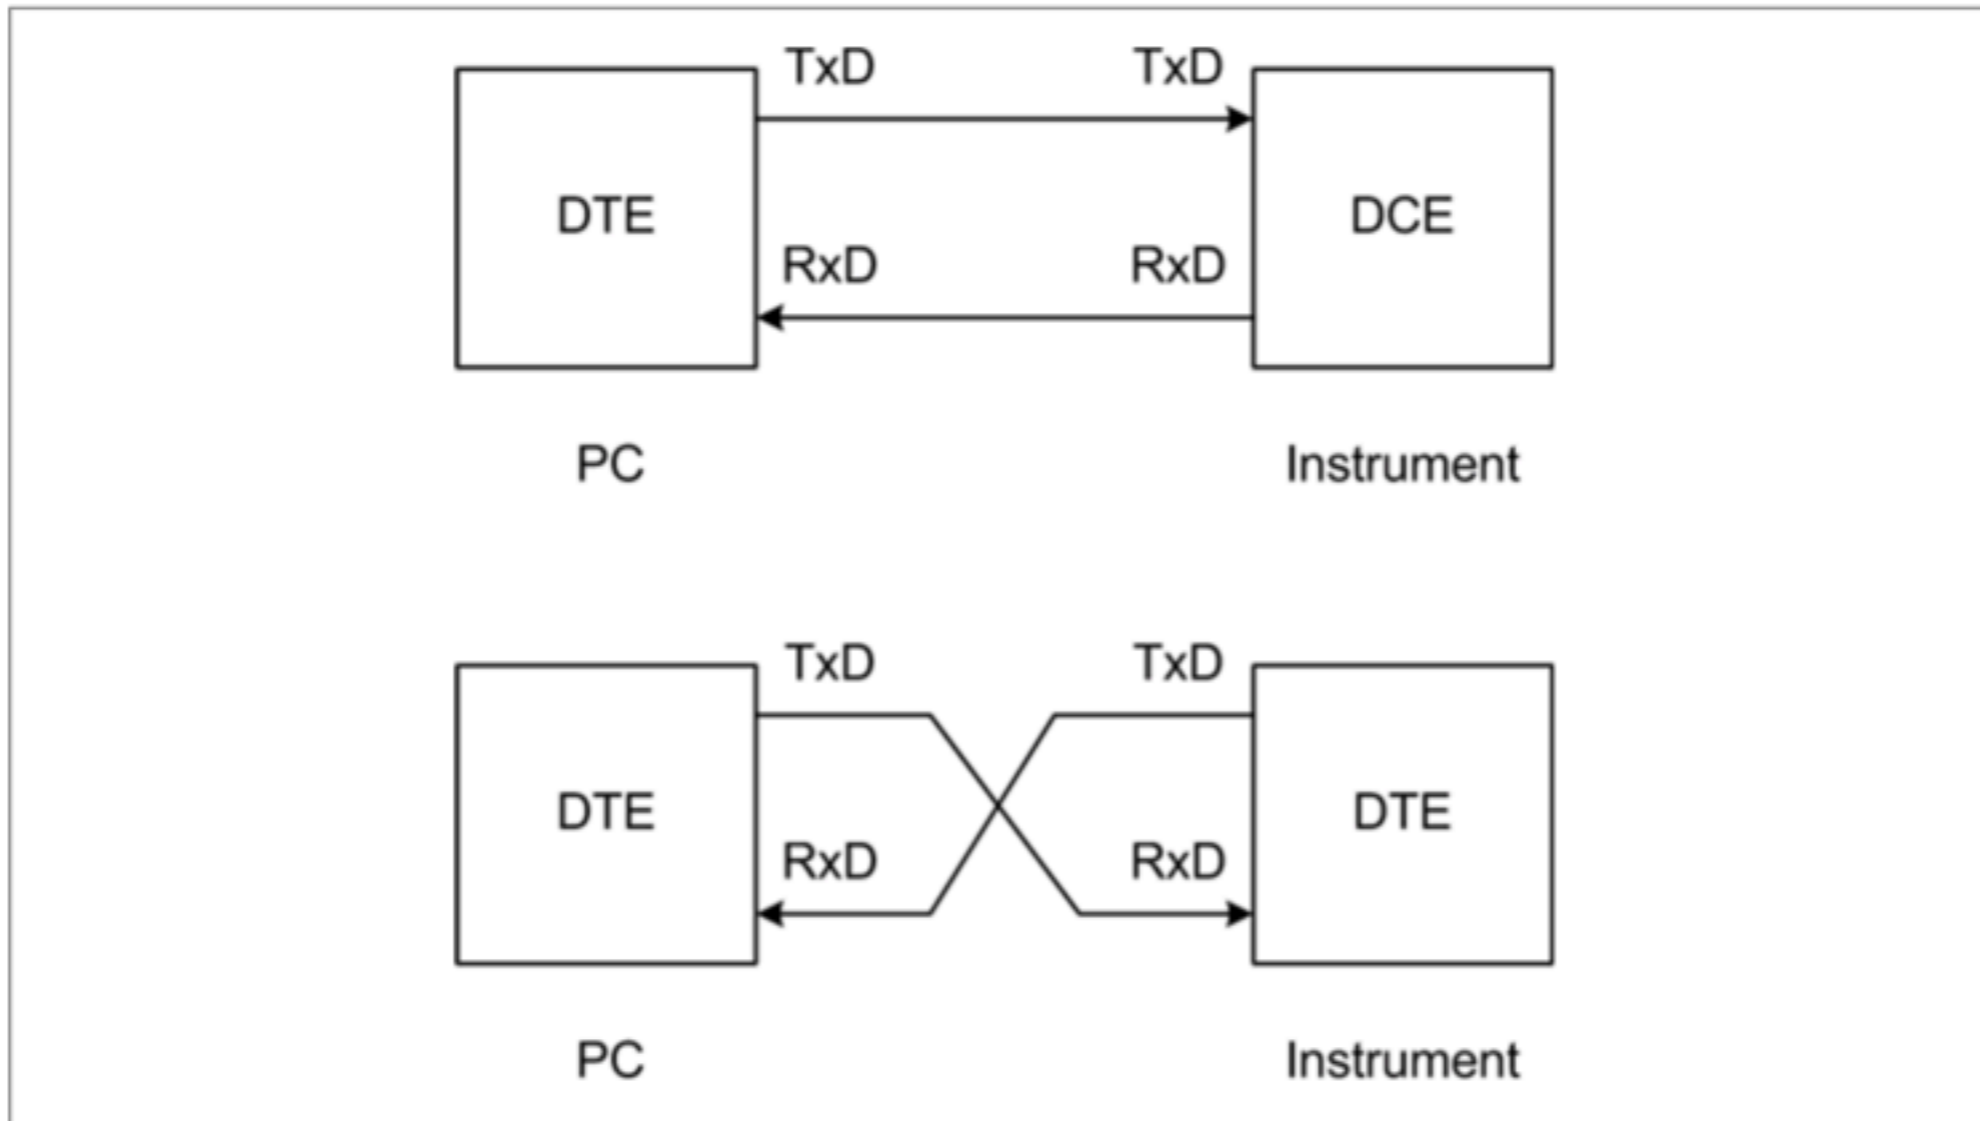 TxD TxD
DTE DCE
RxD RxD
PC Instrument
TxD TxD
DTE DTE
RxD RxD
PC Instrument